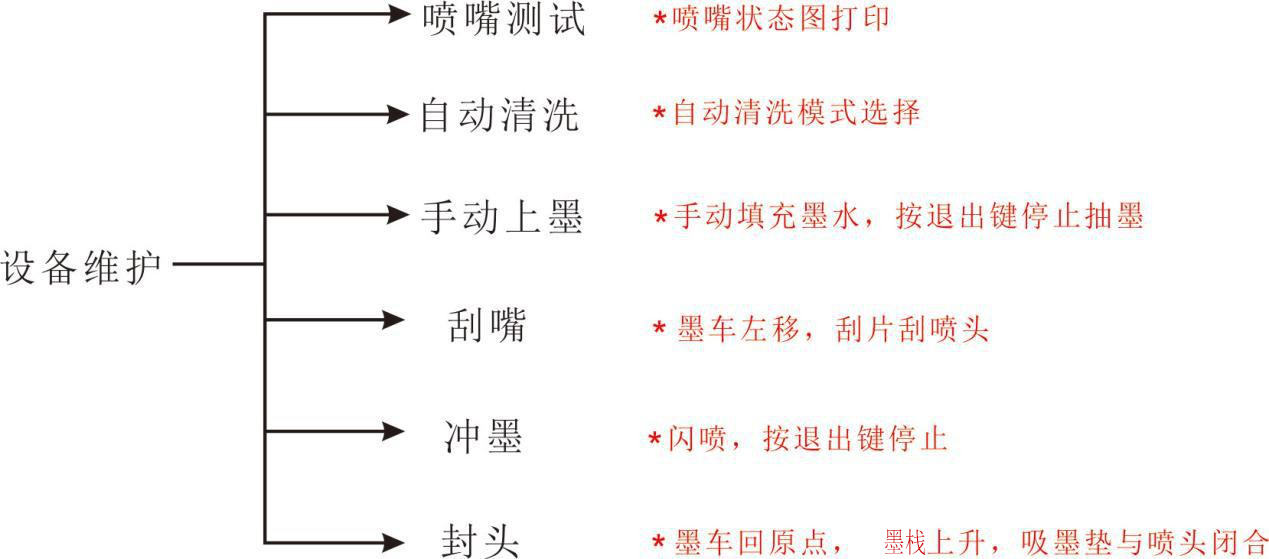 喷嘴测试 *喷嘴状态图打印
自动清洗 *自动清洗模式选择
手动上墨 *手动填充墨水，按退出键停止抽墨
设备维护
刮嘴 *墨车左移，刮片刮喷头
冲墨 *闪喷，按退出键停止
封头 *墨车回原点， 墨栈上升，吸墨垫与喷头闭合